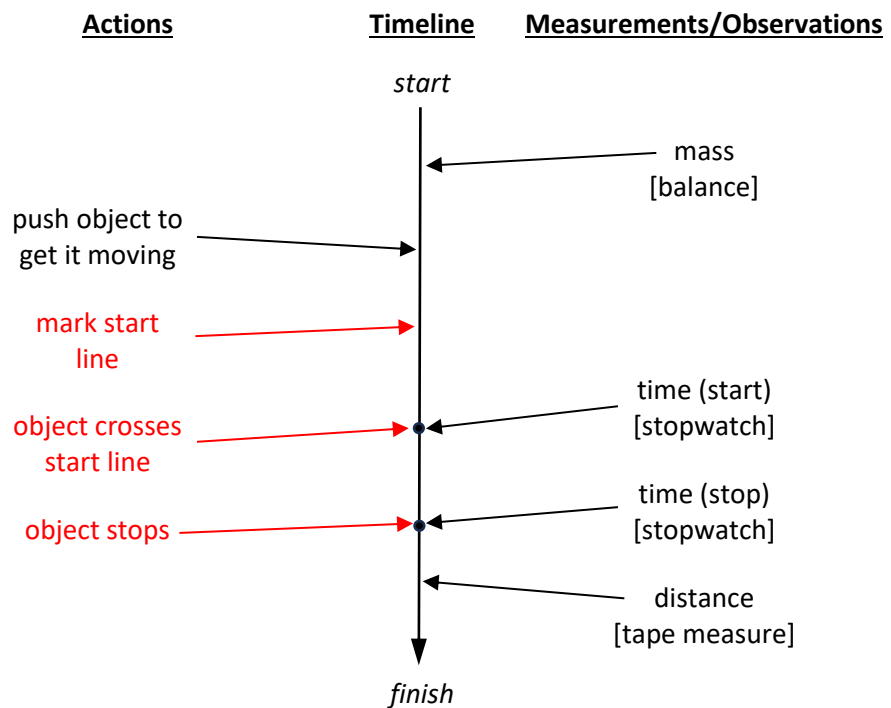 Actions Timeline Measurements/Observations
start
mass
[balance]
push object to
get it moving
mark start
line
time (start)
[stopwatch]
object crosses
start line
time (stop)
[stopwatch]
object stops
distance
[tape measure]
finish